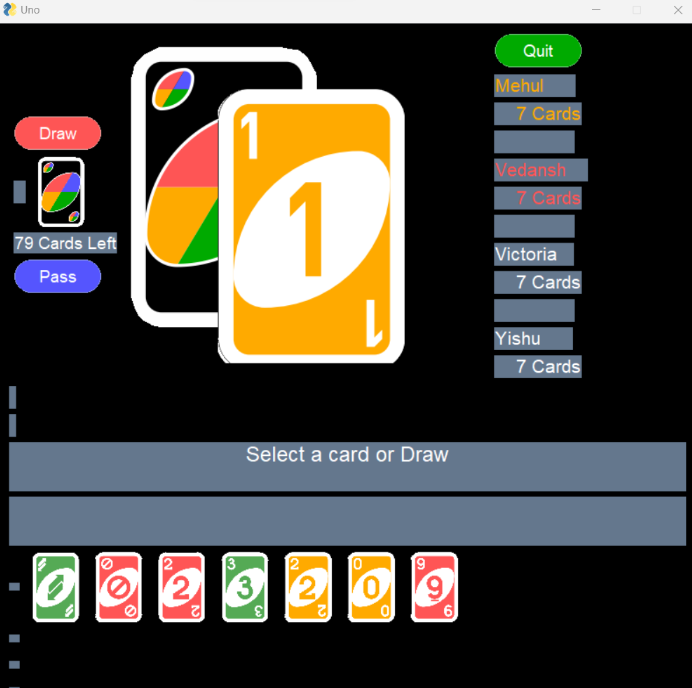 Uno
Quit
Mehul
7 Cards
Draw
Vedansh
7 Cards
79 Cards Left
Victoria
7 Cards
Pass
Yishu
7 Cards
1
1
1
Select a card or Draw
2
2
2
3
3
3
2
2
2
0
0
0
9
9
9